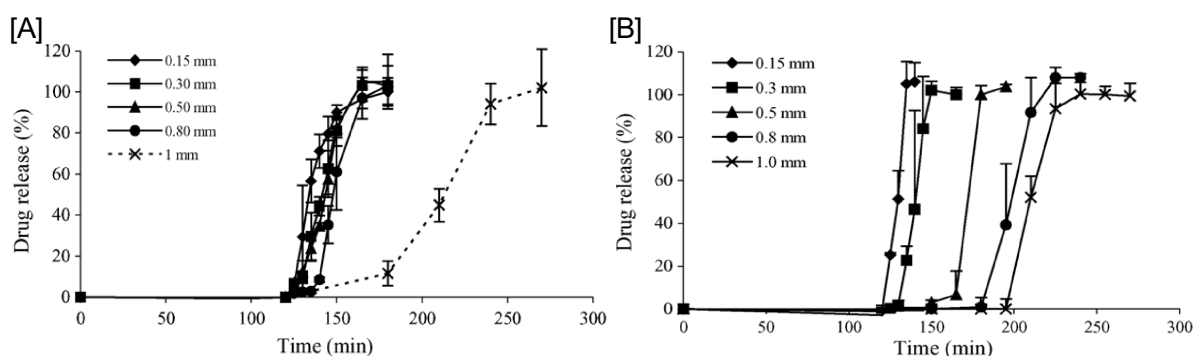 [A]
Drug release (%)
120
100
80
60
40
20
0
0.15 mm
0.30 mm
0.50 mm
0.80 mm
1 mm
0 50 100 150 200 250 300
Time (min)
[B]
Drug release (%)
120
100
80
60
40
20
0
0.15 mm
0.3 mm
0.5 mm
0.8 mm
1.0 mm
0 50 100 150 200 250 300
Time (min)